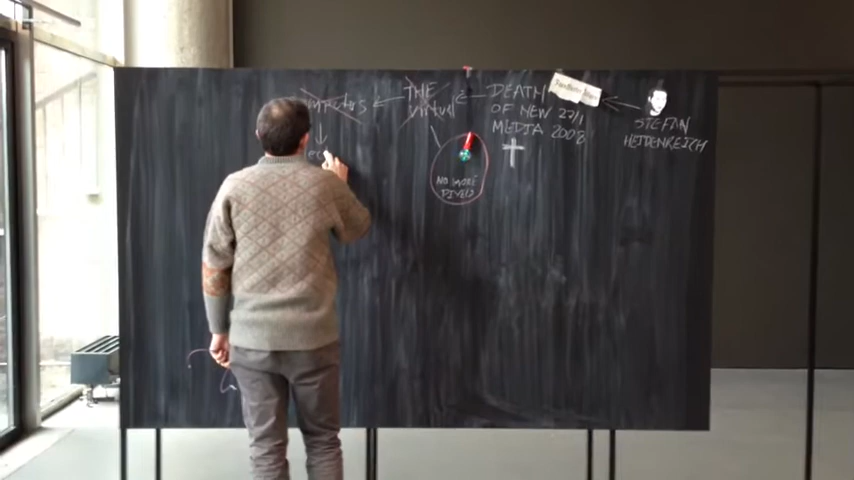 THE
virtual
DEATH
OF NEW 27/1
MEDIA 2008
STEFAN
HEIDENREICH
NO MORE
PIXELS